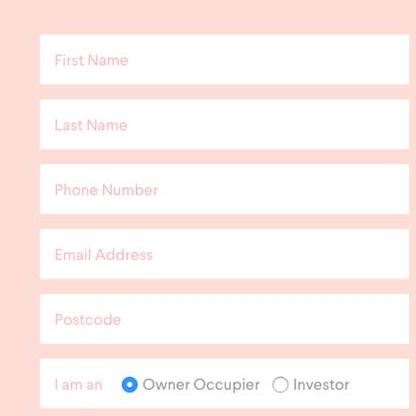 First Name
Last Name
Phone Number
Email Address
Postcode
I am an Owner Occupier Investor